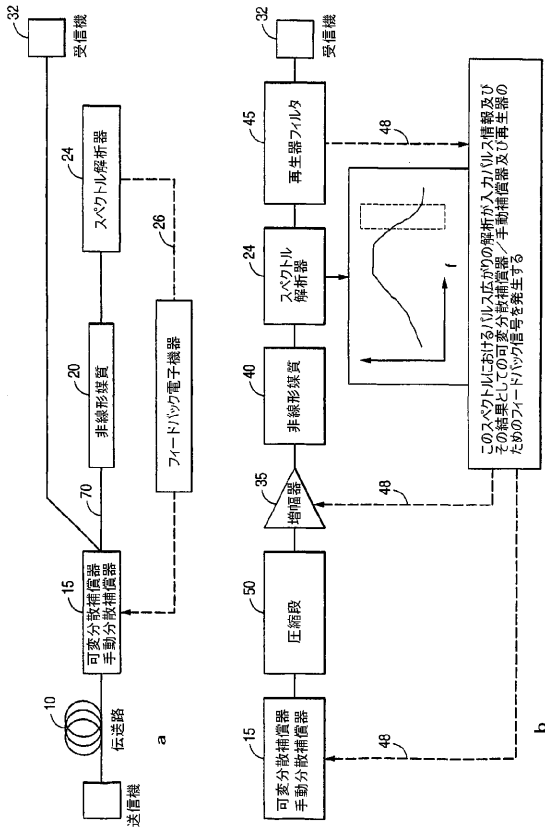 送信機
10
伝送路
15
可変分散補償器
手動分散補償器
70
20
非線形媒質
24
スペクトル解析器
26
フィードバック電子機器
32
受信機
a
15
可変分散補償器
手動分散補償器
50
圧縮段
35
増幅器
40
非線形媒質
24
スペクトル
解析器
45
再生器フィルタ
32
受信機
f
48
48
48
このスペクトルにおけるパルス広がりの解析が入力パルス情報及び
その結果としての可変分散補償器/手動補償器及び再生器の
ためのフィードバック信号を発生する
b